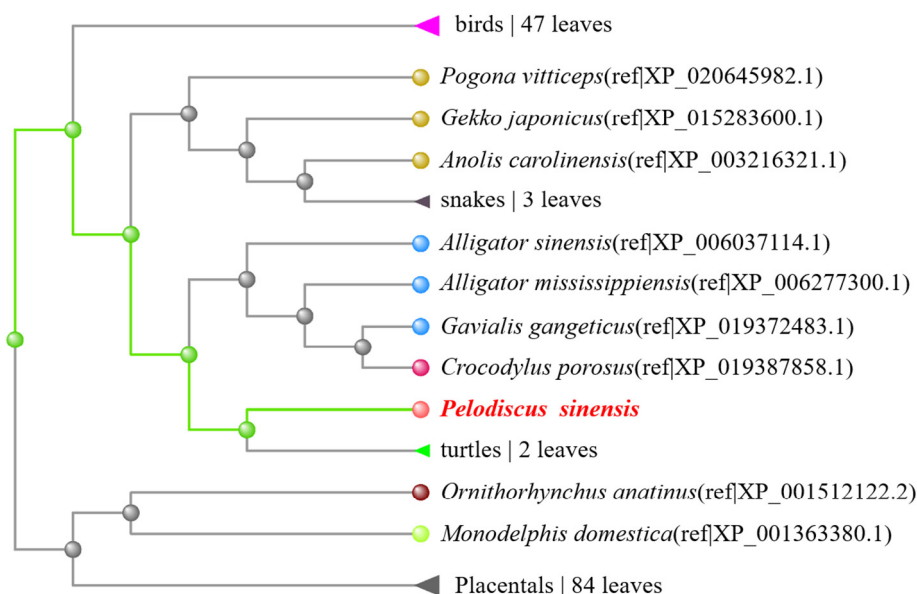 birds | 47 leaves
Pogona vitticeps(ref|XP_020645982.1)
Gekko japonicus(ref|XP_015283600.1)
Anolis carolinensis(ref|XP_003216321.1)
snakes | 3 leaves
Alligator sinensis(ref|XP_006037114.1)
Alligator mississippiensis(ref|XP_006277300.1)
Gavialis gangeticus(ref|XP_019372483.1)
Crocodylus porosus(ref|XP_019387858.1)
Pelodiscus sinensis
turtles | 2 leaves
Ornithorhynchus anatinus(ref|XP_001512122.2)
Monodelphis domestica(ref|XP_001363380.1)
Placentals | 84 leaves